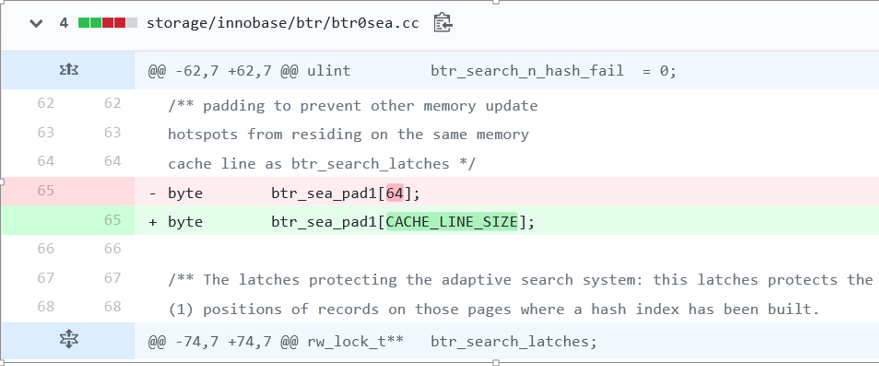 4 storage/innobase/btr/btr0sea.cc
@@ -62,7 +62,7 @@ ulint btr_search_n_hash_fail = 0;
62 62 /** padding to prevent other memory update
63 63 hotspots from residing on the same memory
64 64 cache line as btr_search_latches */
65 - byte btr_sea_pad1[64];
65 + byte btr_sea_pad1[CACHE_LINE_SIZE];
66 66
67 67 /** The latches protecting the adaptive search system: this latches protects the
68 68 (1) positions of records on those pages where a hash index has been built.
@@ -74,7 +74,7 @@ rw_lock_t** btr_search_latches;